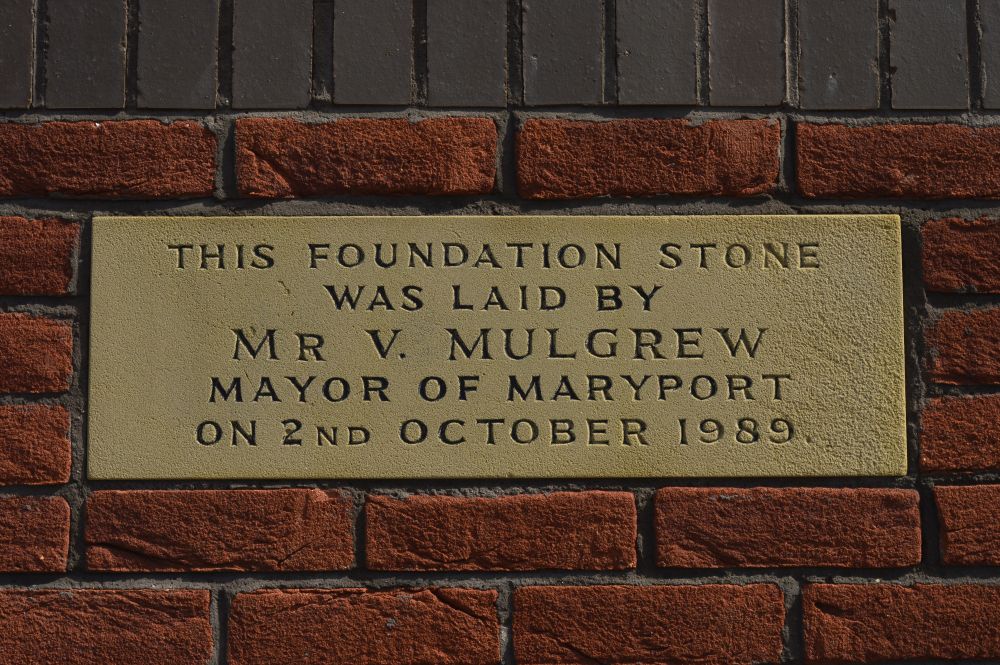 THIS FOUNDATION STONE
WAS LAID BY
MR V. MULGREW
MAYOR OF MARYPORT
ON 2ND OCTOBER 1989.